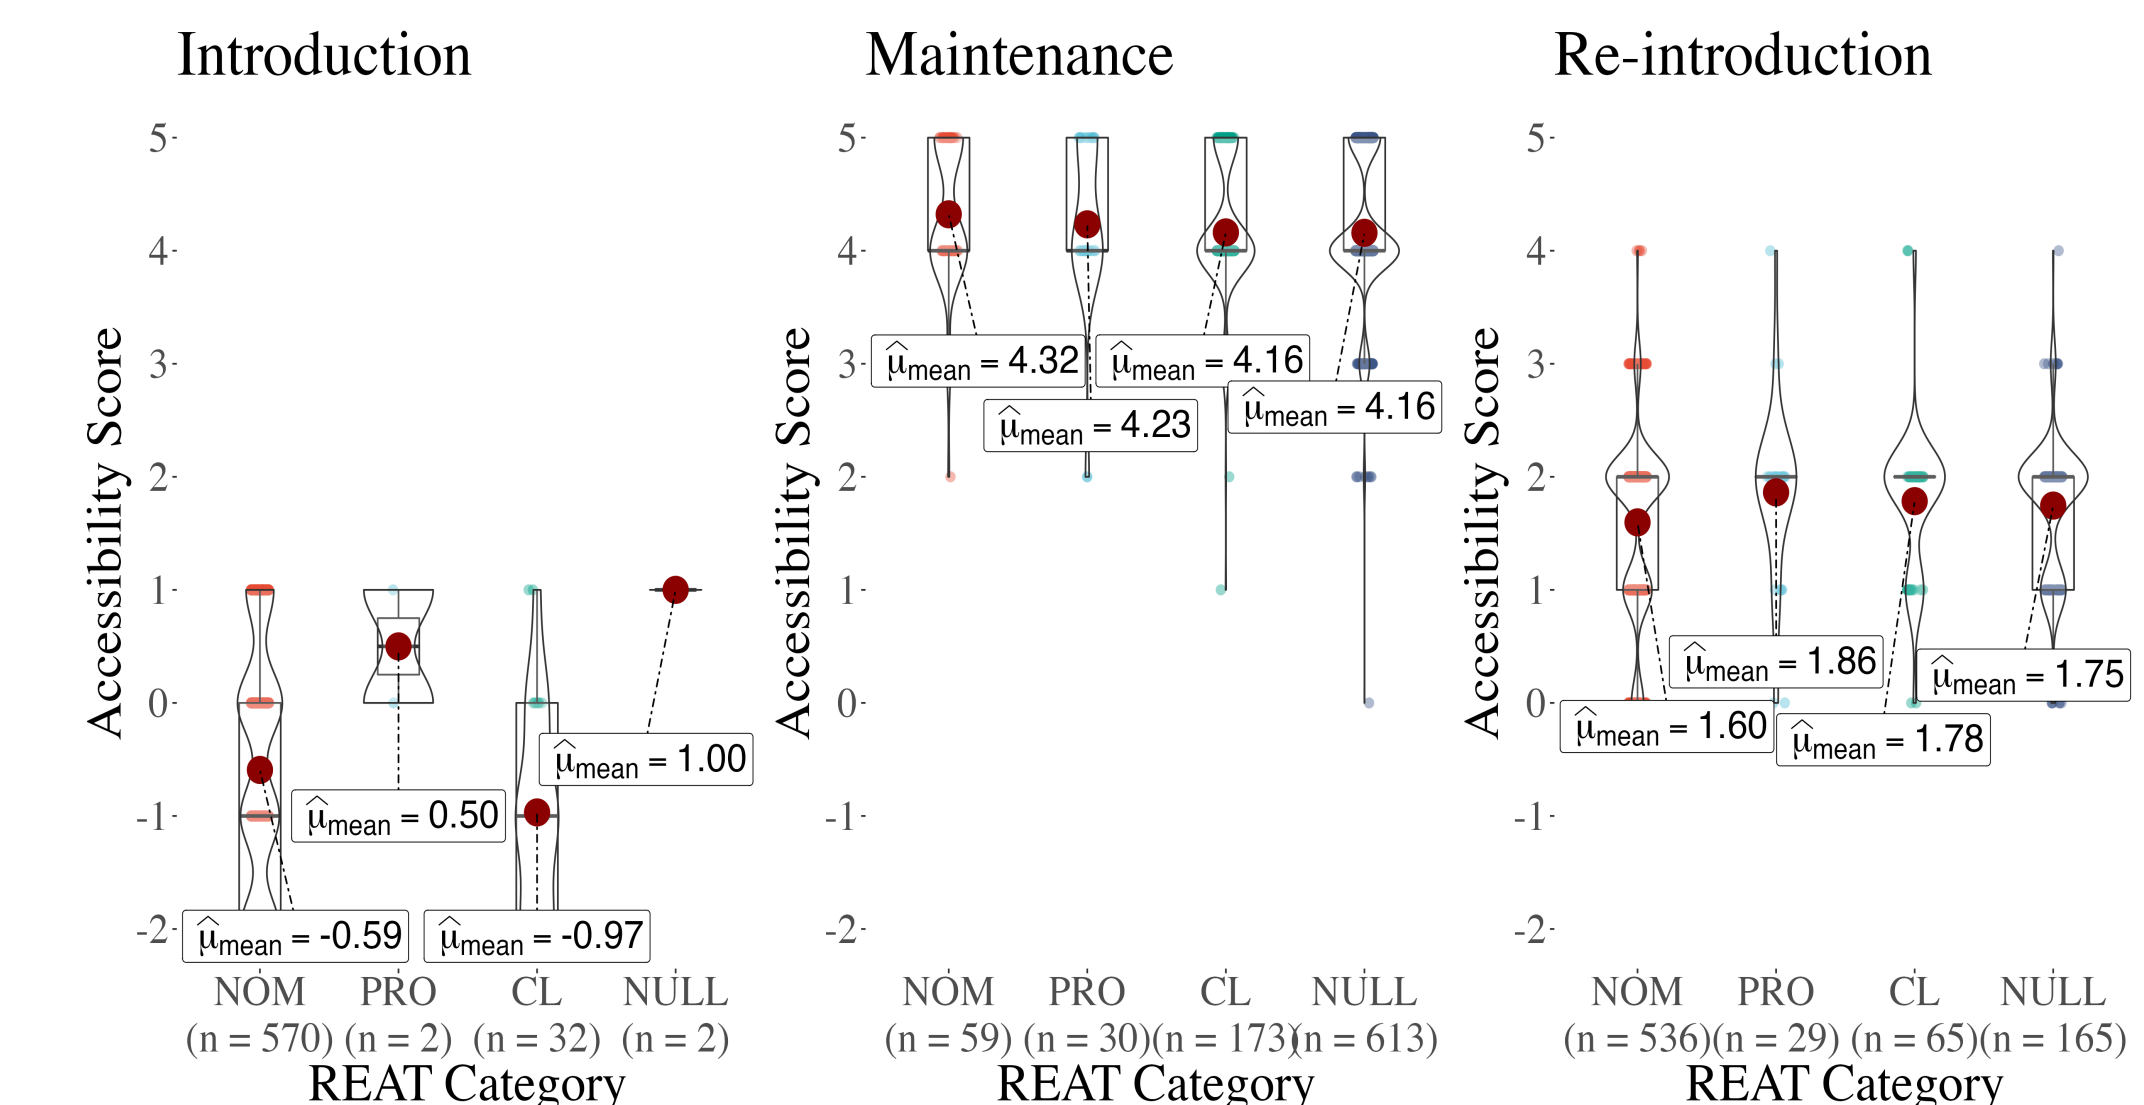 Introduction
Maintenance
Re-introduction
Accessibility Score
5
4
3
2
1
0
-1
-2
μ̂mean = -0.59
μ̂mean = 0.50
μ̂mean = -0.97
μ̂mean = 1.00
NOM
(n = 570)
PRO
(n = 2)
CL
(n = 32)
NULL
(n = 2)
REAT Category
Accessibility Score
5
4
3
2
1
0
-1
-2
μ̂mean = 4.32
μ̂mean = 4.23
μ̂mean = 4.16
μ̂mean = 4.16
NOM
(n = 59)
PRO
(n = 30)
CL
(n = 173)
NULL
(n = 613)
REAT Category
Accessibility Score
5
4
3
2
1
0
-1
-2
μ̂mean = 1.60
μ̂mean = 1.86
μ̂mean = 1.78
μ̂mean = 1.75
NOM
(n = 536)
PRO
(n = 29)
CL
(n = 65)
NULL
(n = 165)
REAT Category